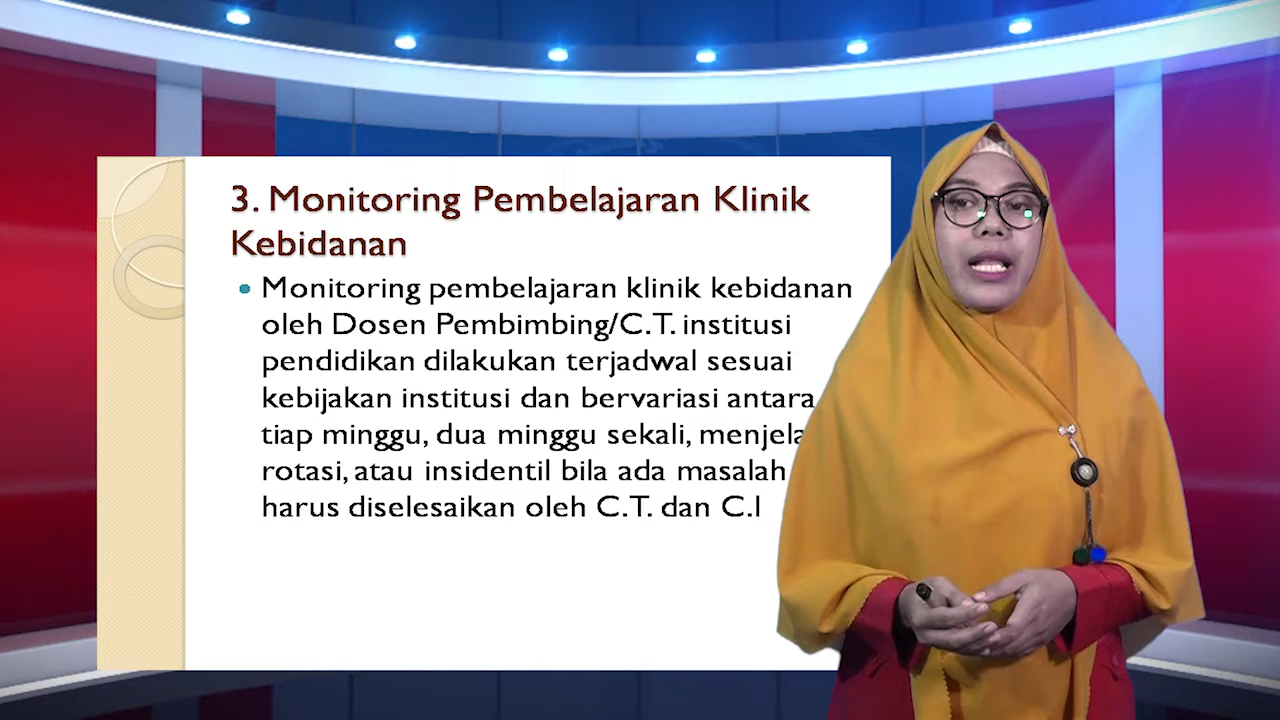 3. Monitoring Pembelajaran Klinik
Kebidanan
Monitoring pembelajaran klinik kebidanan
oleh Dosen Pembimbing/C.T. institusi
pendidikan dilakukan terjadwal sesuai
kebijakan institusi dan bervariasi antara
tiap minggu, dua minggu sekali,
rotasi, atau insidentil bila ada masalah
harus diselesaikan oleh C.T. dan C.I